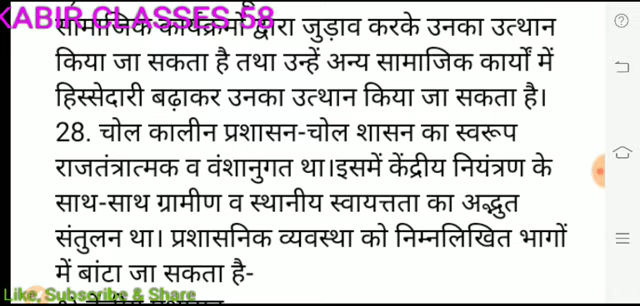 KABIR CLASSES 58
सामाजिक कार्यक्रमों द्वारा जुड़ाव करके उनका उत्थान
किया जा सकता है तथा उन्हें अन्य सामाजिक कार्यों में
हिस्सेदारी बढ़ाकर उनका उत्थान किया जा सकता है।
28. चोल कालीन प्रशासन-चोल शासन का स्वरूप
राजतंत्रात्मक व वंशानुगत था।इसमें केंद्रीय नियंत्रण के
साथ-साथ ग्रामीण व स्थानीय स्वायत्तता का अद्भुत
संतुलन था। प्रशासनिक व्यवस्था को निम्नलिखित भागों
में बांटा जा सकता है-
Like, Subscribe & Share